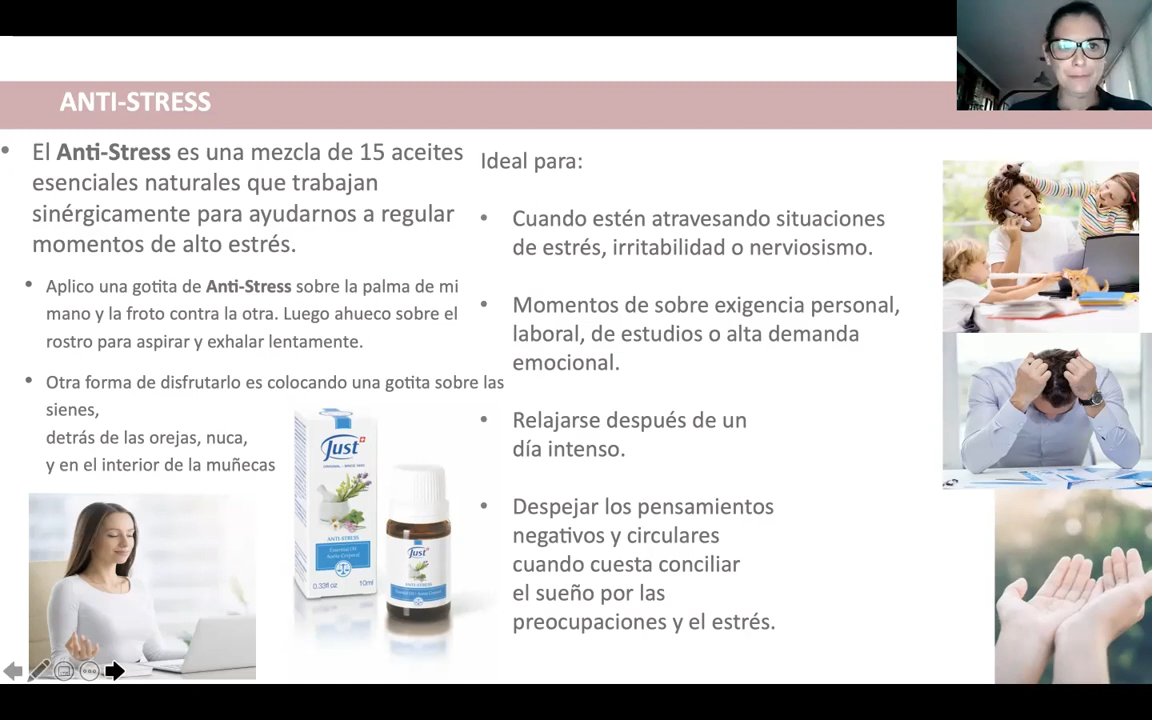 ANTI-STRESS
• El Anti-Stress es una mezcla de 15 aceites
esenciales naturales que trabajan
sinérgicamente para ayudarnos a regular
momentos de alto estrés.
• Aplico una gotita de Anti-Stress sobre la palma de mi
mano y la froto contra la otra. Luego ahueco sobre el
rostro para aspirar y exhalar lentamente.
• Otra forma de disfrutarlo es colocando una gotita sobre las
sienes,
detrás de las orejas, nuca,
y en el interior de la muñecas
Just
ANTI-STRESS
0.33fl oz 10ml
Just
ANTI-STRESS
Ideal para:
• Cuando estén atravesando situaciones
de estrés, irritabilidad o nerviosismo.
• Momentos de sobre exigencia personal,
laboral, de estudios o alta demanda
emocional.
• Relajarse después de un
día intenso.
• Despejar los pensamientos
negativos y circulares
cuando cuesta conciliar
el sueño por las
preocupaciones y el estrés.